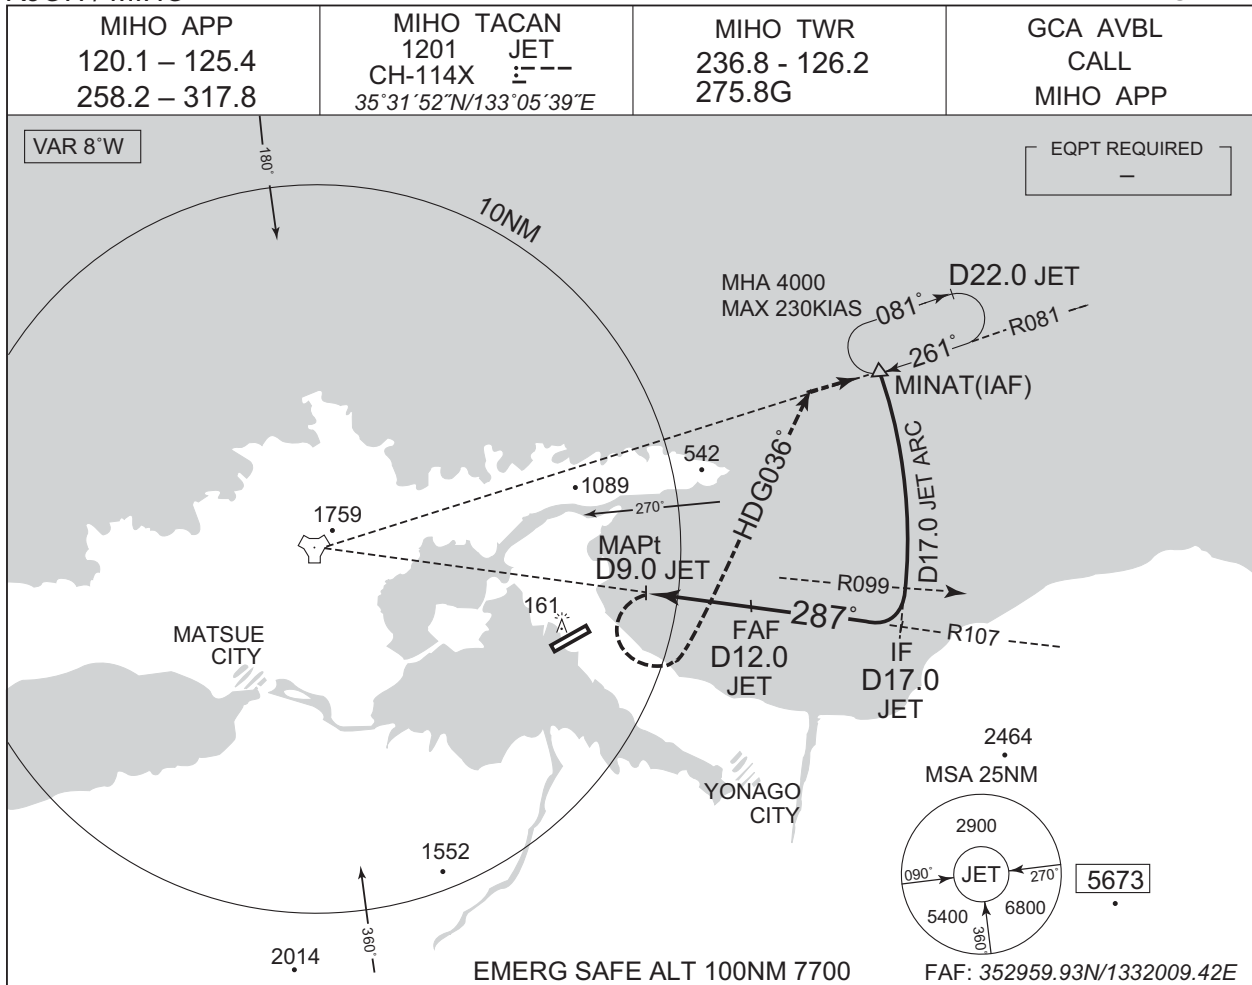 MIHO APP
120.1 – 125.4
258.2 – 317.8
MIHO TACAN
1201 JET
CH-114X
35˚31´52˝N/133˚05´39˝E
MIHO TWR
236.8 - 126.2
275.8G
GCA AVBL
CALL
MIHO APP
VAR 8˚W
180˚
EQPT REQUIRED
–
10NM
MHA 4000
MAX 230KIAS
D22.0 JET
081˚
R081
261˚
MINAT(IAF)
HDG036˚
D17.0 JET ARC
542
1089
270˚
1759
MAPt
D9.0 JET
R099
161
287˚
FAF
D12.0
JET
R107
IF
D17.0
JET
MATSUE
CITY
2464
MSA 25NM
YONAGO
CITY
2900
090˚
JET
270˚
5673
5400
6800
360˚
1552
360˚
2014
EMERG SAFE ALT 100NM 7700
FAF: 352959.93N/1332009.42E